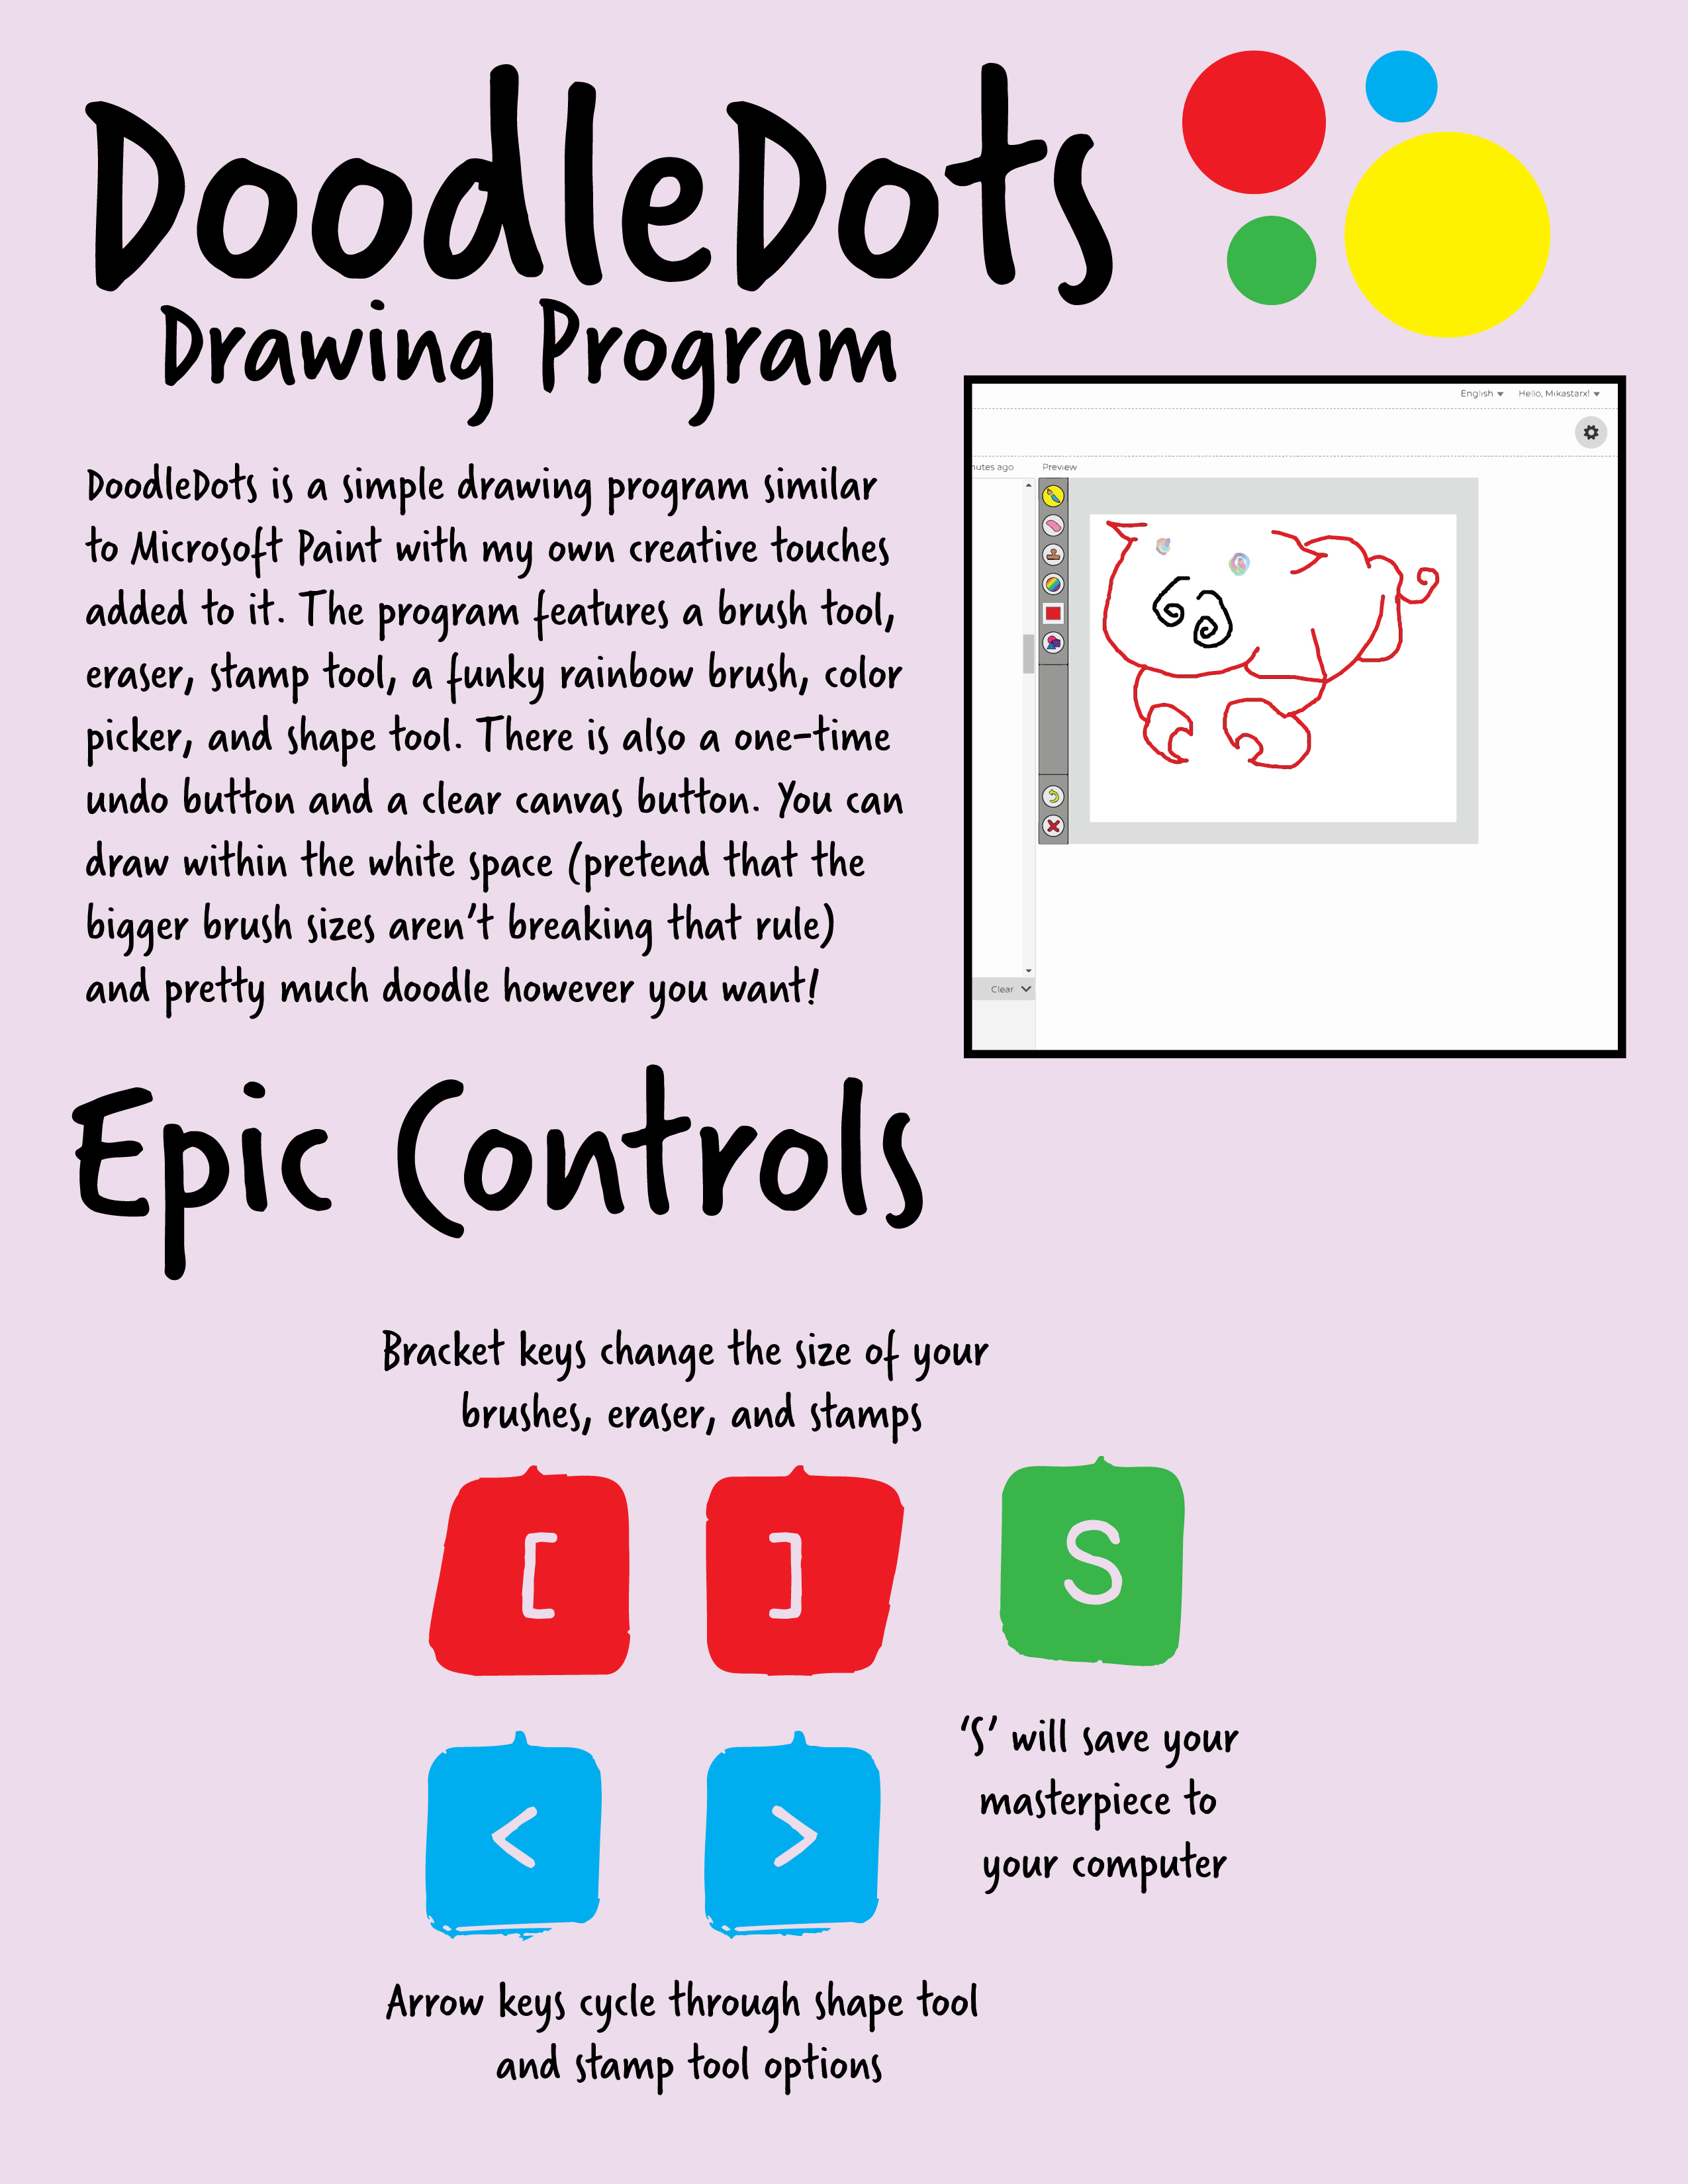 DoodleDots
Drawing Program
DoodleDots is a simple drawing program similar
to Microsoft Paint with my own creative touches
added to it. The program features a brush tool,
eraser, stamp tool, a funky rainbow brush, color
picker, and shape tool. There is also a one-time
undo button and a clear canvas button. You can
draw within the white space (pretend that the
bigger brush sizes aren't breaking that rule)
and pretty much doodle however you want!
English Hello, Mikastarx!
nutes ago Preview
Clear
Epic Controls
Bracket keys change the size of your
brushes, eraser, and stamps
[ ] S
'S' will save your
masterpiece to
your computer
< >
Arrow keys cycle through shape tool
and stamp tool options